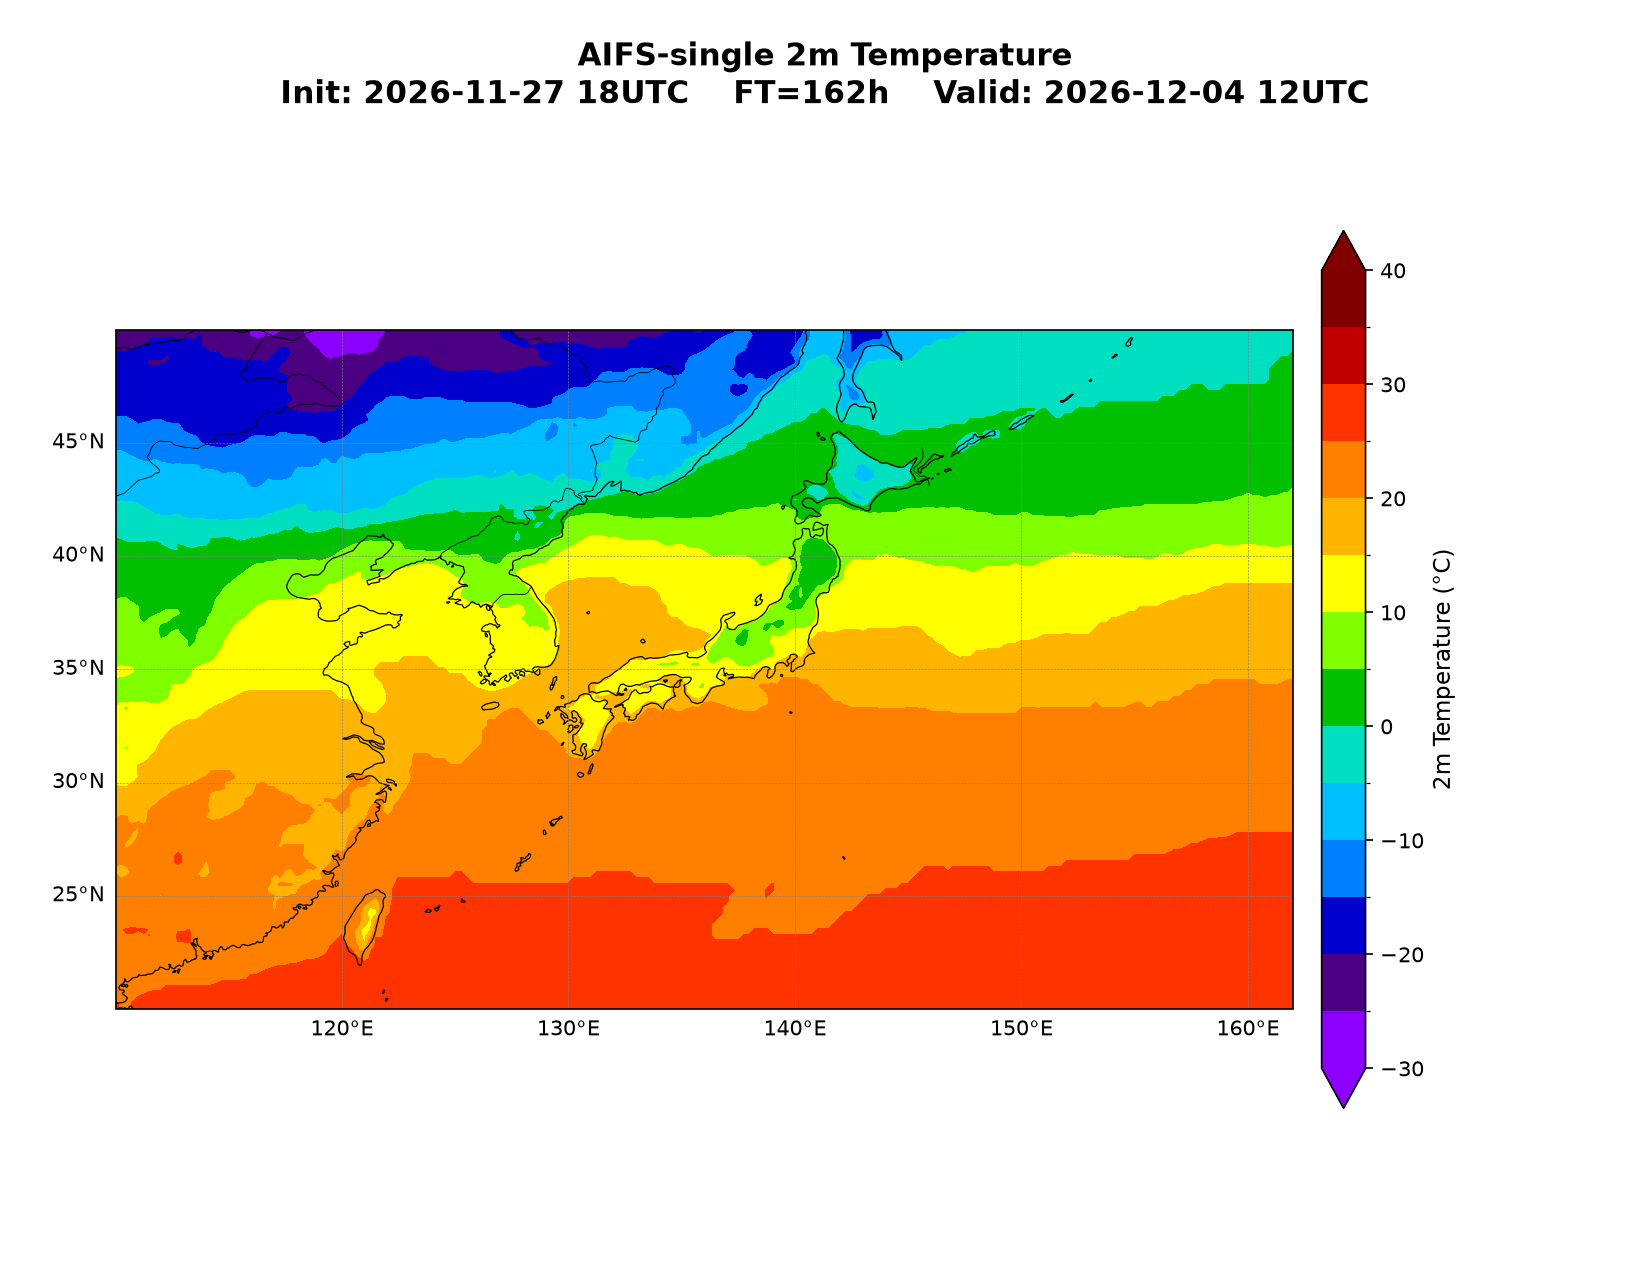 AIFS-single 2m Temperature
Init: 2026-11-27 18UTC    FT=162h    Valid: 2026-12-04 12UTC
45°N
40°N
35°N
30°N
25°N
120°E
130°E
140°E
150°E
160°E
40
30
20
10
0
−10
−20
−30
2m Temperature (°C)